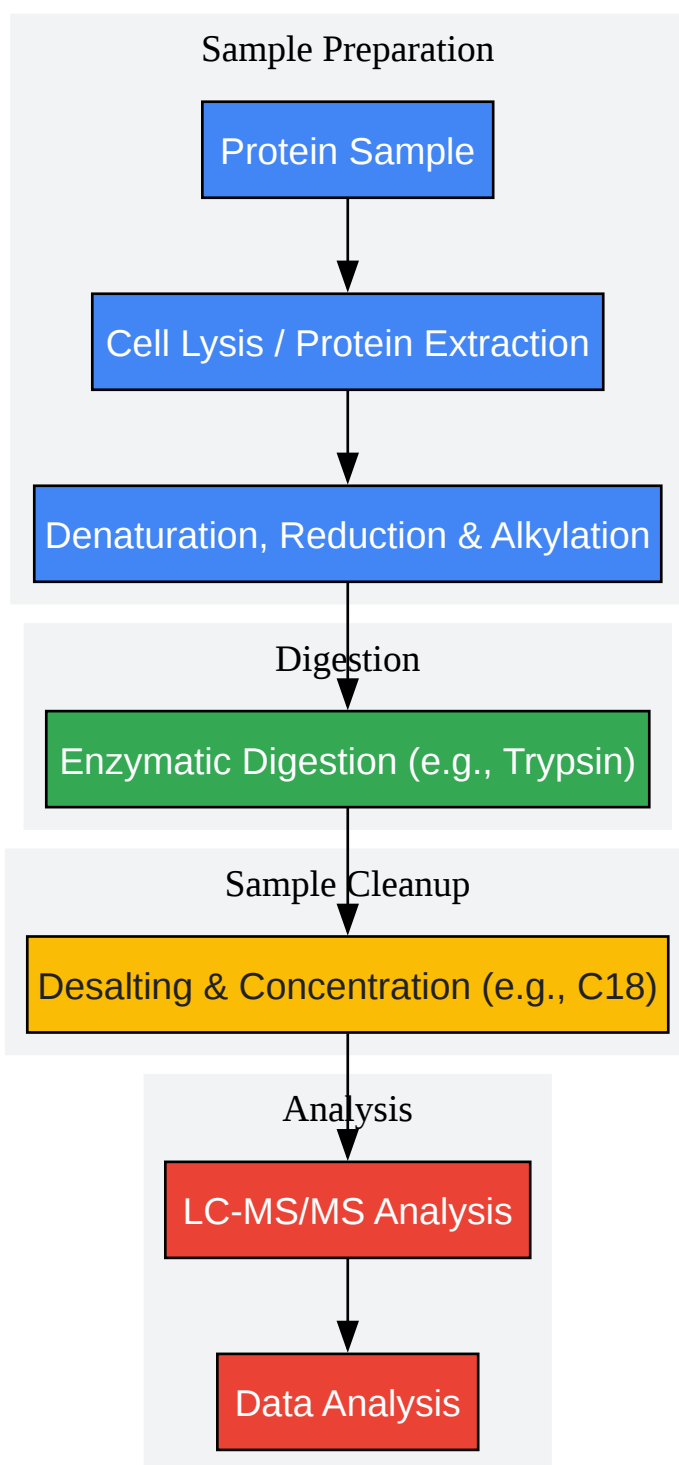 Sample Preparation
Protein Sample
Cell Lysis / Protein Extraction
Denaturation, Reduction & Alkylation
Digestion
Enzymatic Digestion (e.g., Trypsin)
Sample Cleanup
Desalting & Concentration (e.g., C18)
Analysis
LC-MS/MS Analysis
Data Analysis